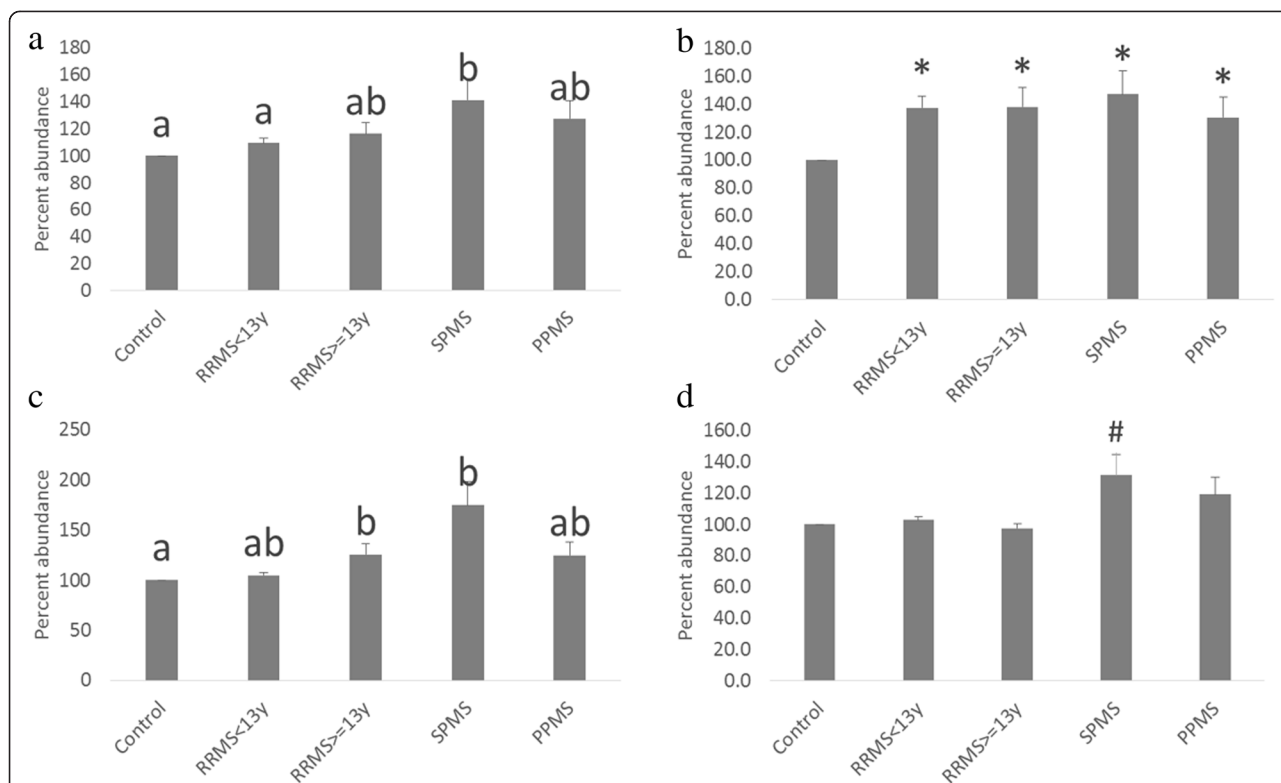 a
Percent abundance
180
160
140
120
100
80
60
40
20
0
a
a
ab
b
ab
Control
RRMS<13y
RRMS>=13y
SPMS
PPMS
b
Percent abundance
180.0
160.0
140.0
120.0
100.0
80.0
60.0
40.0
20.0
0.0
*
*
*
*
Control
RRMS<13y
RRMS>=13y
SPMS
PPMS
c
Percent abundance
250
200
150
100
50
0
a
ab
b
b
ab
Control
RRMS<13y
RRMS>=13y
SPMS
PPMS
d
Percent abundance
160.0
140.0
120.0
100.0
80.0
60.0
40.0
20.0
0.0
#
Control
RRMS<13y
RRMS>=13y
SPMS
PPMS